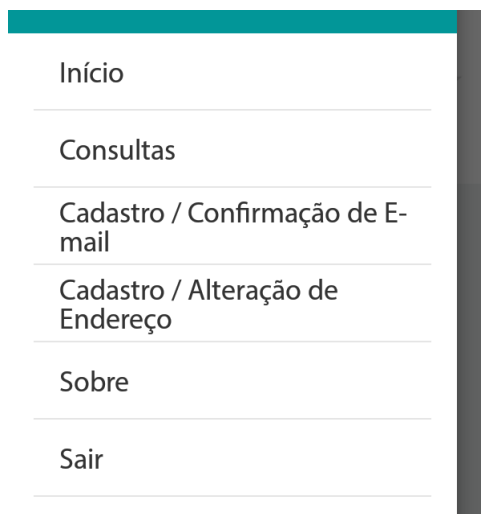 Início
Consultas
Cadastro / Confirmação de E-
mail
Cadastro / Alteração de
Endereço
Sobre
Sair